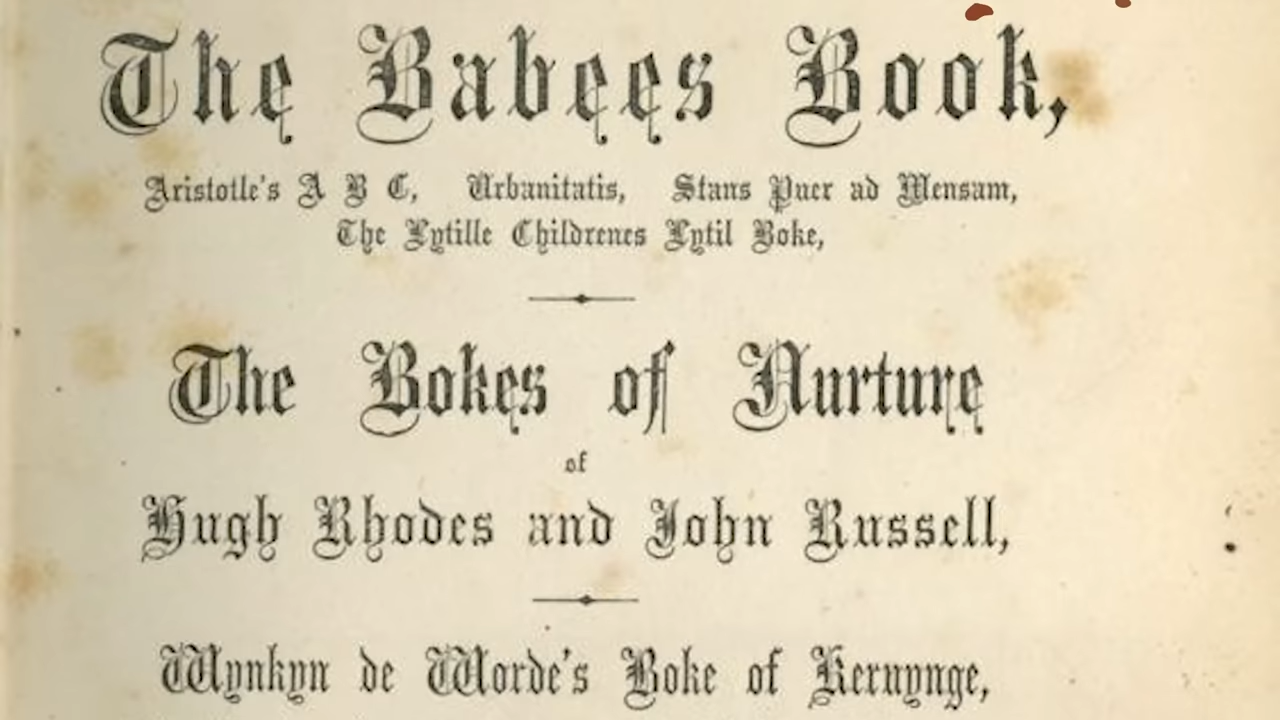 The Babees Book,
Aristotle's A B C, Urbanitatis, Stans Puer ad Mensam,
The Lytille Childrenes Lytil Boke,
The Bokes of Nurture
of
Hugh Rhodes and John Russell,
Wynkyn de Worde's Boke of Kernynge,